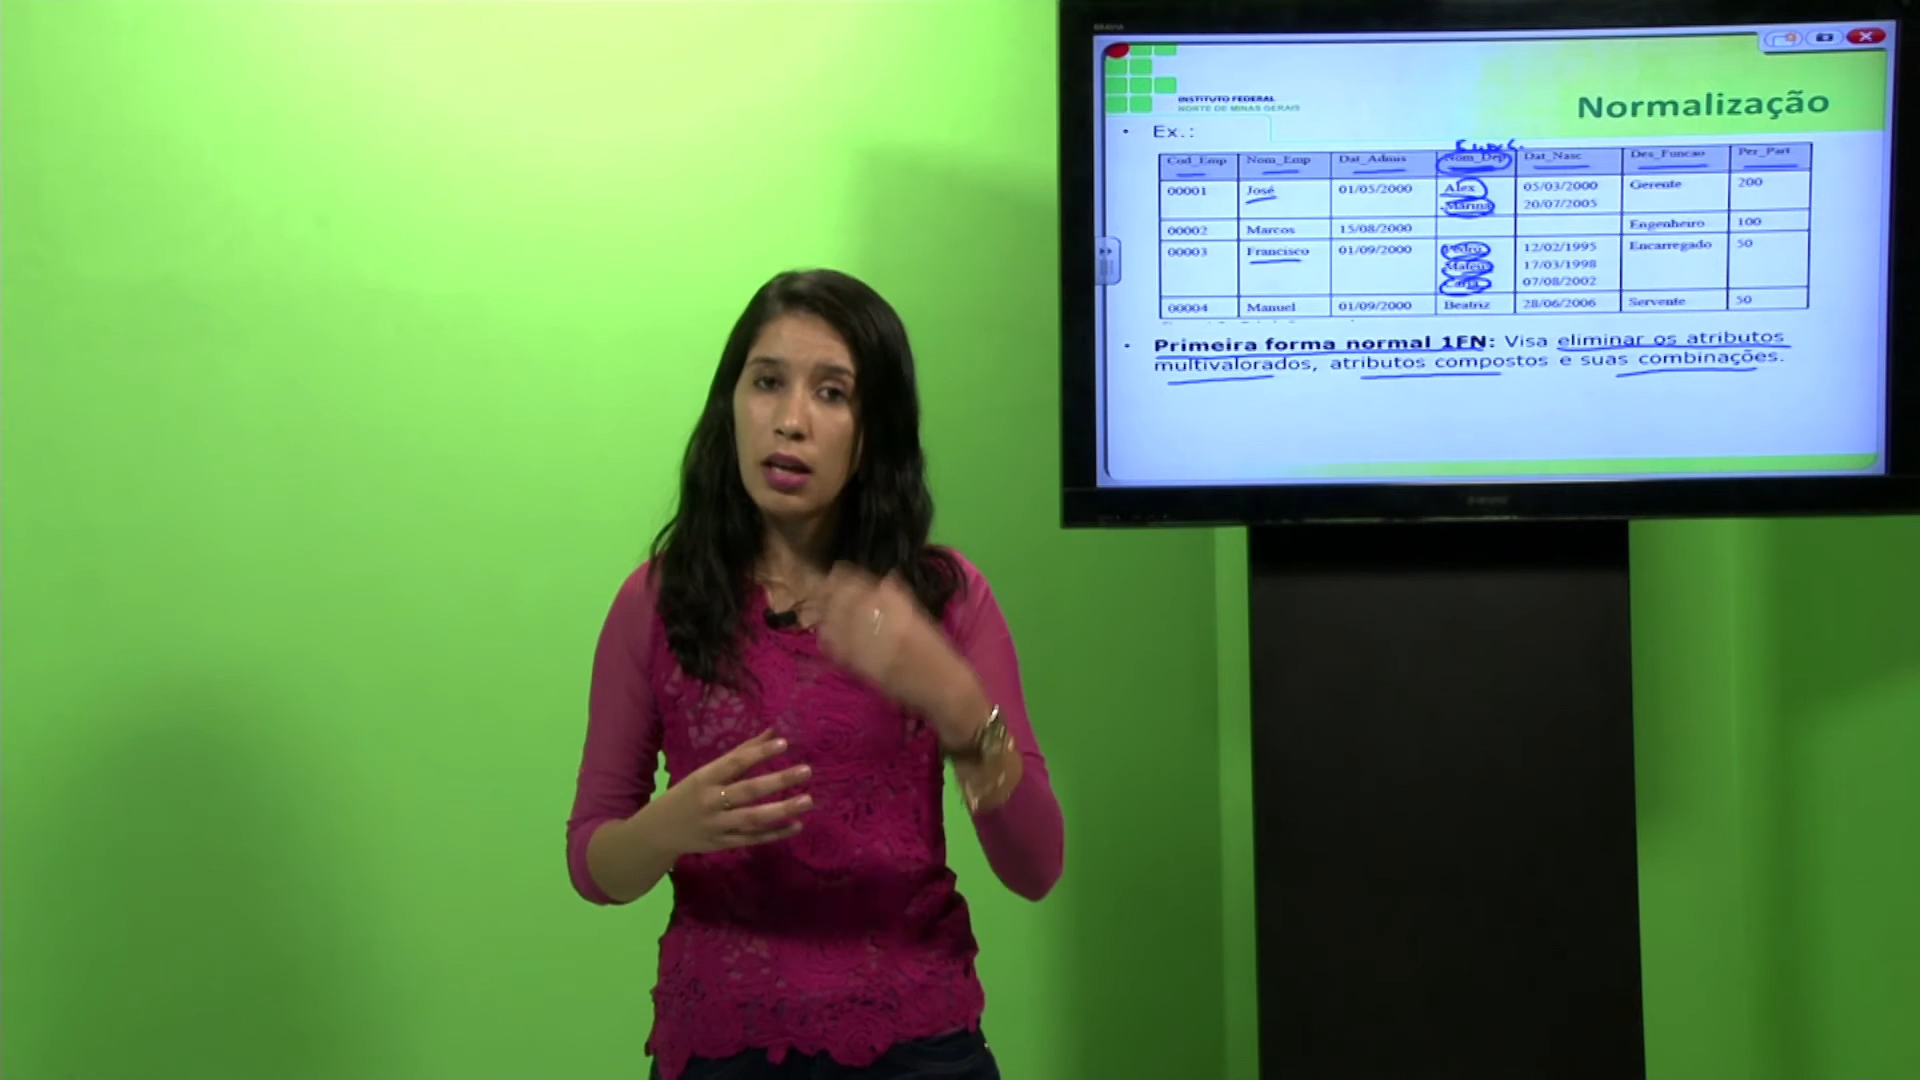 INSTITUTO FEDERAL
NORTE DE MINAS GERAIS
Normalização
• Ex.:
Cod_Emp Nom_Emp Dat_Admis Nom_Dep Dat_Nasc Des_Funcao Per_Part
00001 José 01/05/2000 Alex 05/03/2000 Gerente 200
Marina 20/07/2005
00002 Marcos 15/08/2000 Engenheiro 100
00003 Francisco 01/09/2000 Pedro 12/02/1995 Encarregado 50
Mateus 17/03/1998
Carla 07/08/2002
00004 Manuel 01/09/2000 Beatriz 28/06/2006 Servente 50
• Primeira forma normal 1FN: Visa eliminar os atributos
multivalorados, atributos compostos e suas combinações.